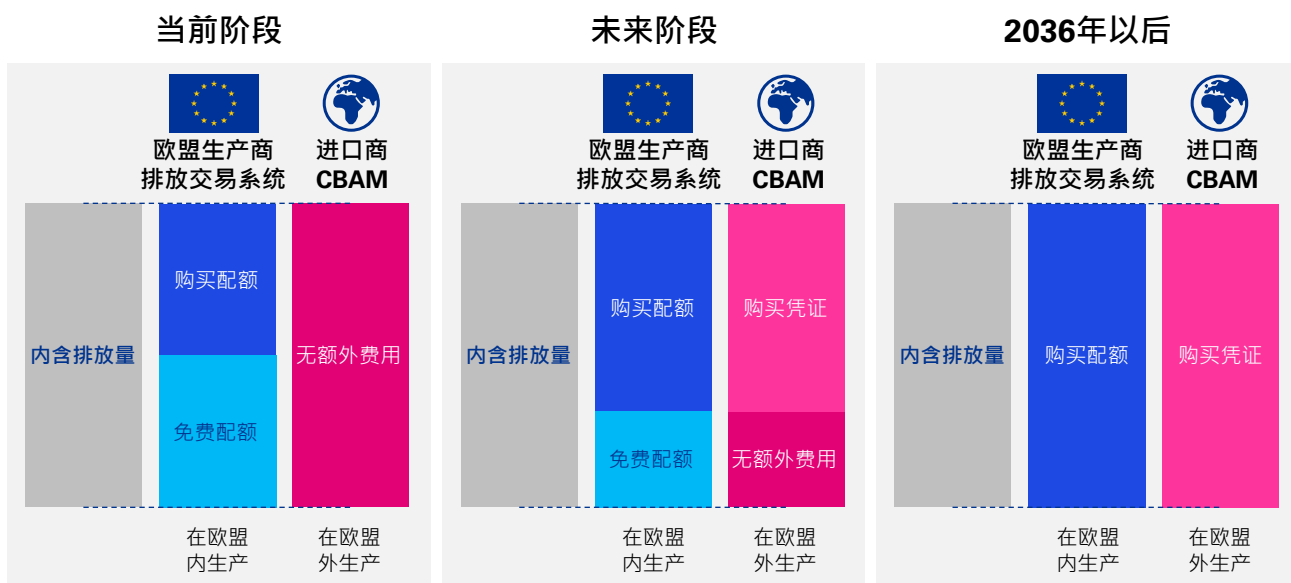 当前阶段
欧盟生产商
排放交易系统
进口商
CBAM
内含排放量
购买配额
免费配额
无额外费用
在欧盟
内生产
在欧盟
外生产
未来阶段
欧盟生产商
排放交易系统
进口商
CBAM
内含排放量
购买配额
免费配额
购买凭证
无额外费用
在欧盟
内生产
在欧盟
外生产
2036年以后
欧盟生产商
排放交易系统
进口商
CBAM
内含排放量
购买配额
购买凭证
在欧盟
内生产
在欧盟
外生产